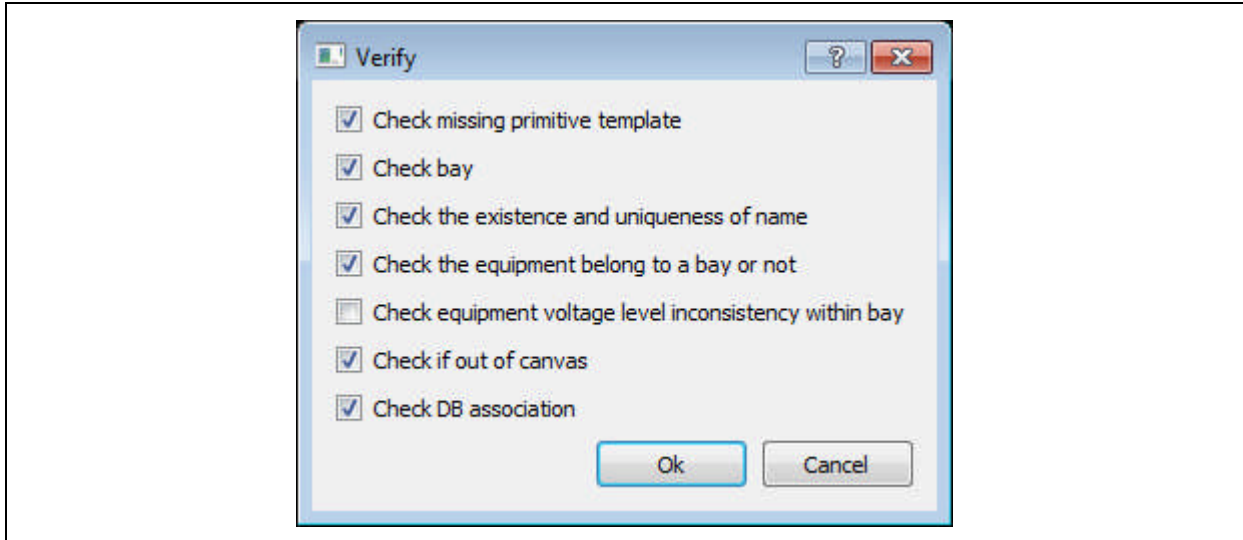 Verify
Check missing primitive template
Check bay
Check the existence and uniqueness of name
Check the equipment belong to a bay or not
Check equipment voltage level inconsistency within bay
Check if out of canvas
Check DB association
Ok Cancel